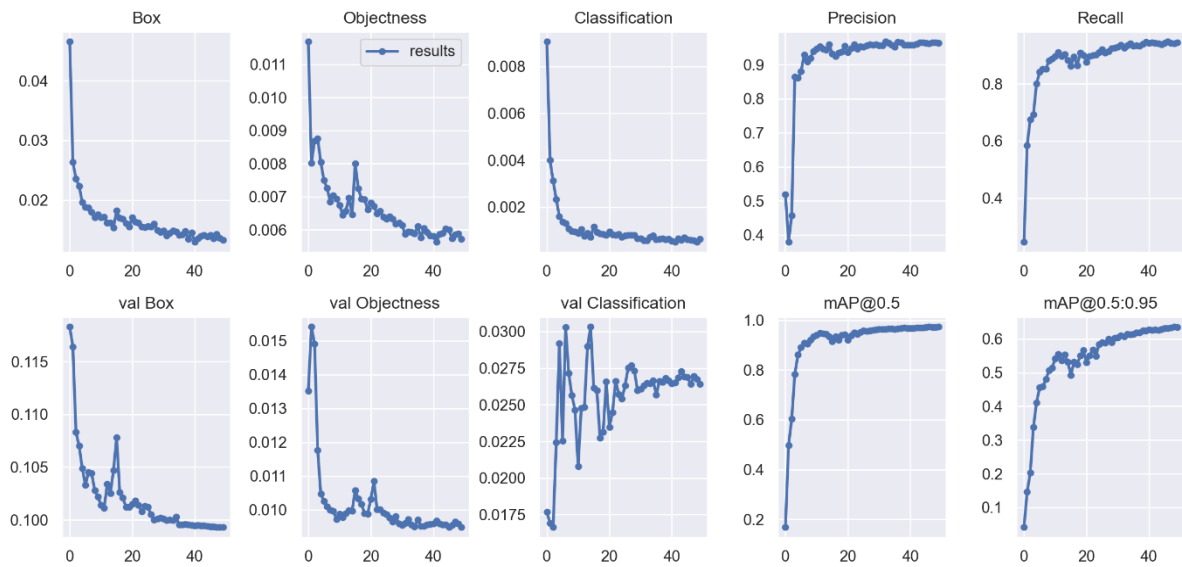 Box
0.04
0.03
0.02
0 20 40
Objectness
results
0.011
0.010
0.009
0.008
0.007
0.006
0 20 40
Classification
0.008
0.006
0.004
0.002
0 20 40
Precision
0.9
0.8
0.7
0.6
0.5
0.4
0 20 40
Recall
0.8
0.6
0.4
0 20 40
val Box
0.115
0.110
0.105
0.100
0 20 40
val Objectness
0.015
0.014
0.013
0.012
0.011
0.010
0 20 40
val Classification
0.0300
0.0275
0.0250
0.0225
0.0200
0.0175
0 20 40
mAP@0.5
1.0
0.8
0.6
0.4
0.2
0 20 40
mAP@0.5:0.95
0.6
0.5
0.4
0.3
0.2
0.1
0 20 40